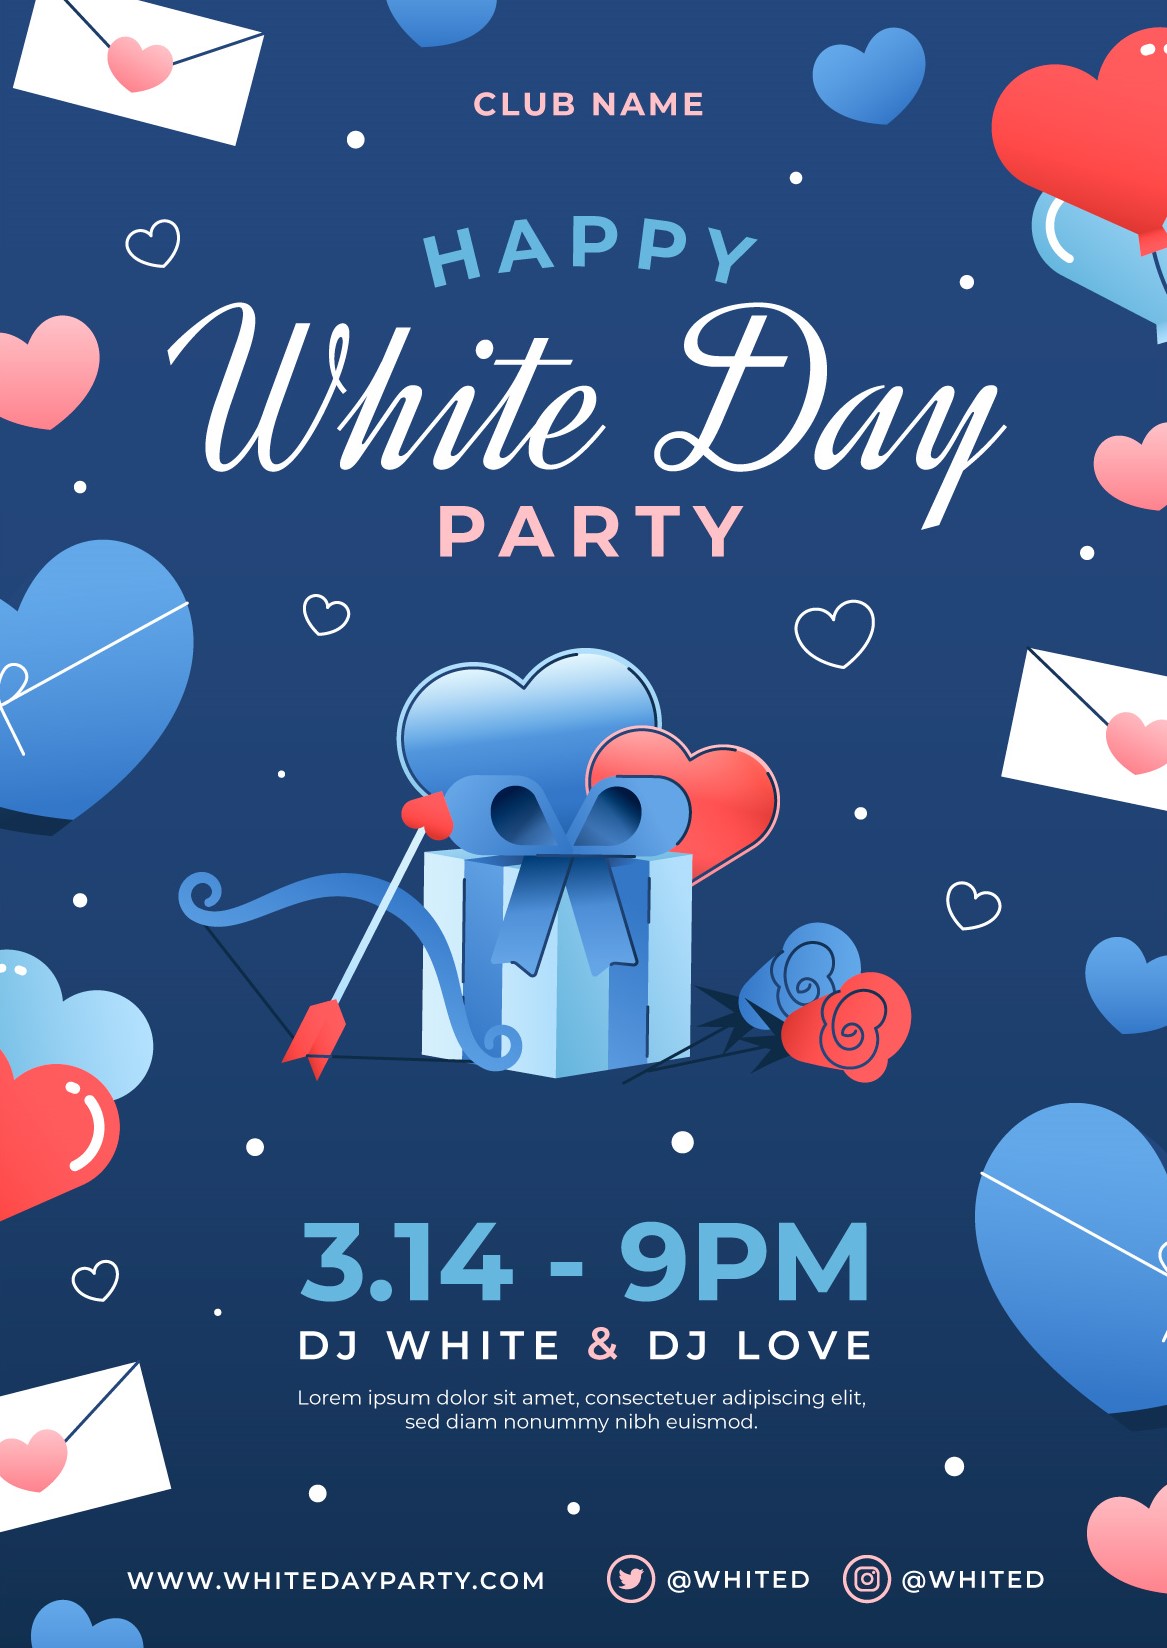 CLUB NAME
HAPPY
White Day
PARTY
3.14 - 9PM
DJ WHITE & DJ LOVE
Lorem ipsum dolor sit amet, consectetuer adipiscing elit,
sed diam nonummy nibh euismod.
WWW.WHITEDAYPARTY.COM @WHITED @WHITED